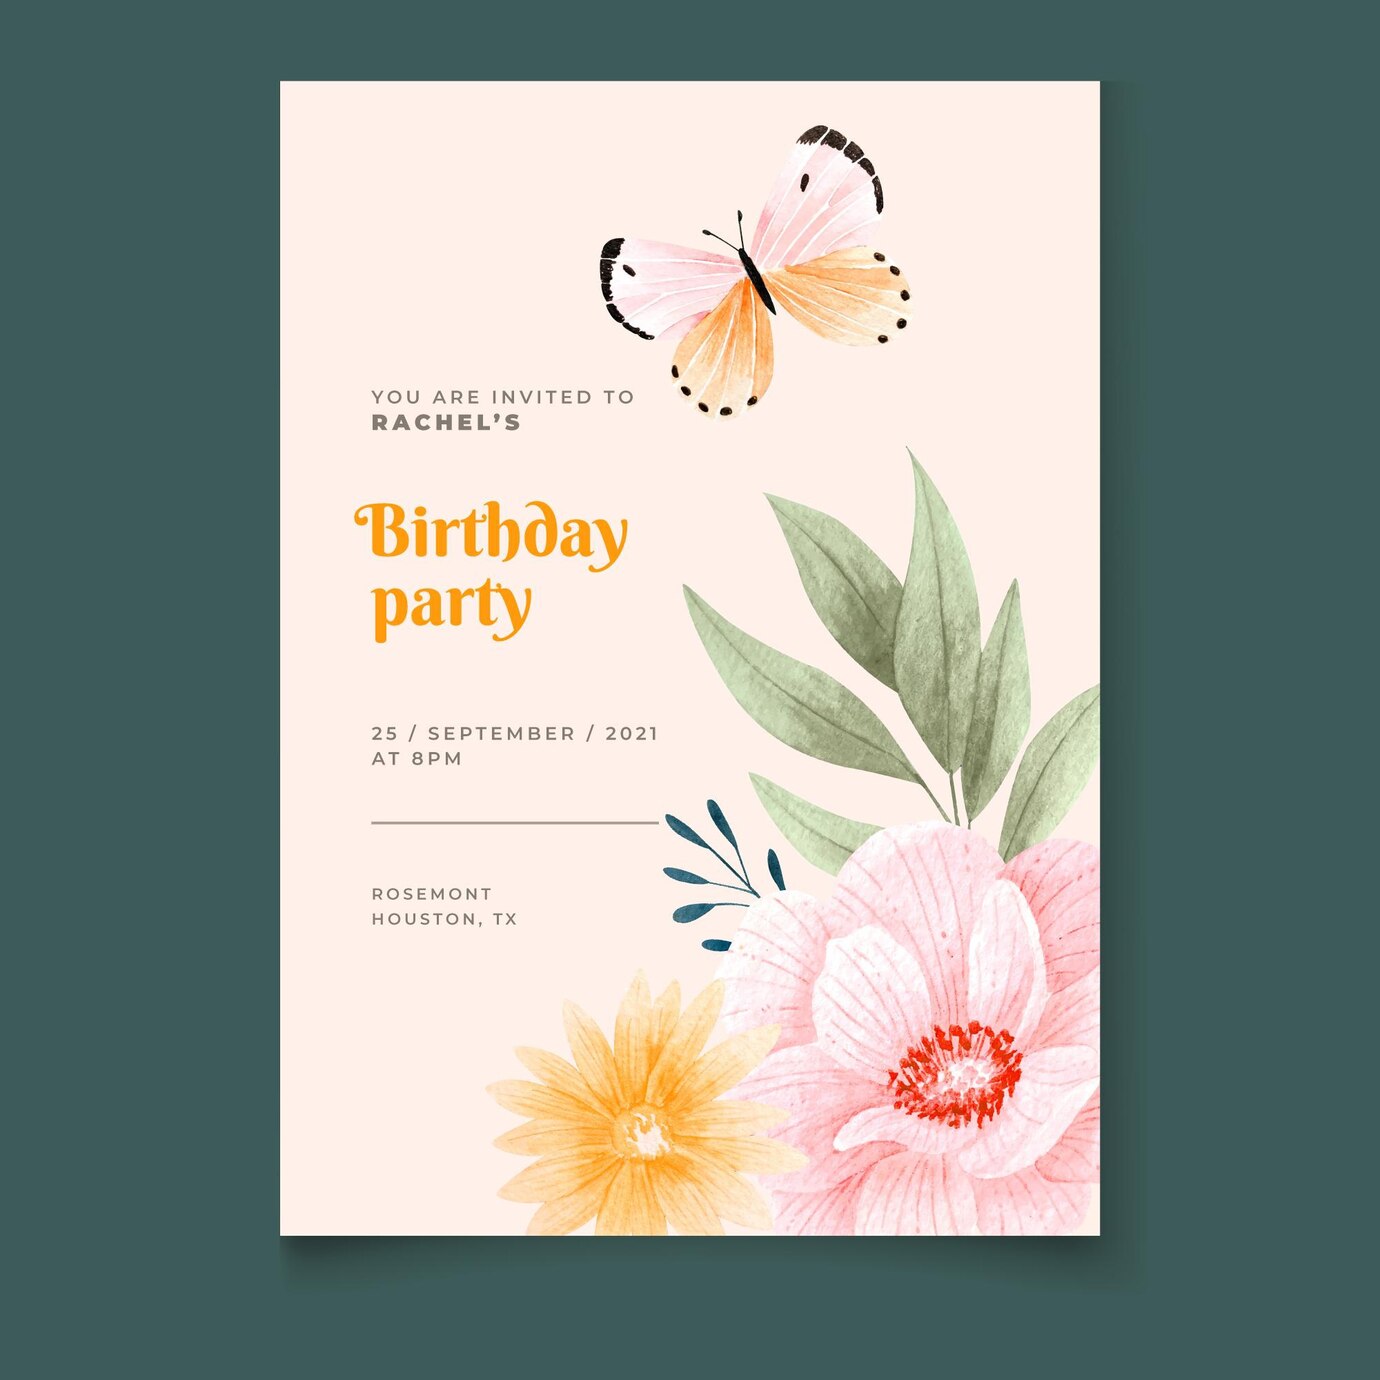 YOU ARE INVITED TO
RACHEL'S
Birthday
party
25 / SEPTEMBER / 2021
AT 8PM
ROSEMONT
HOUSTON, TX